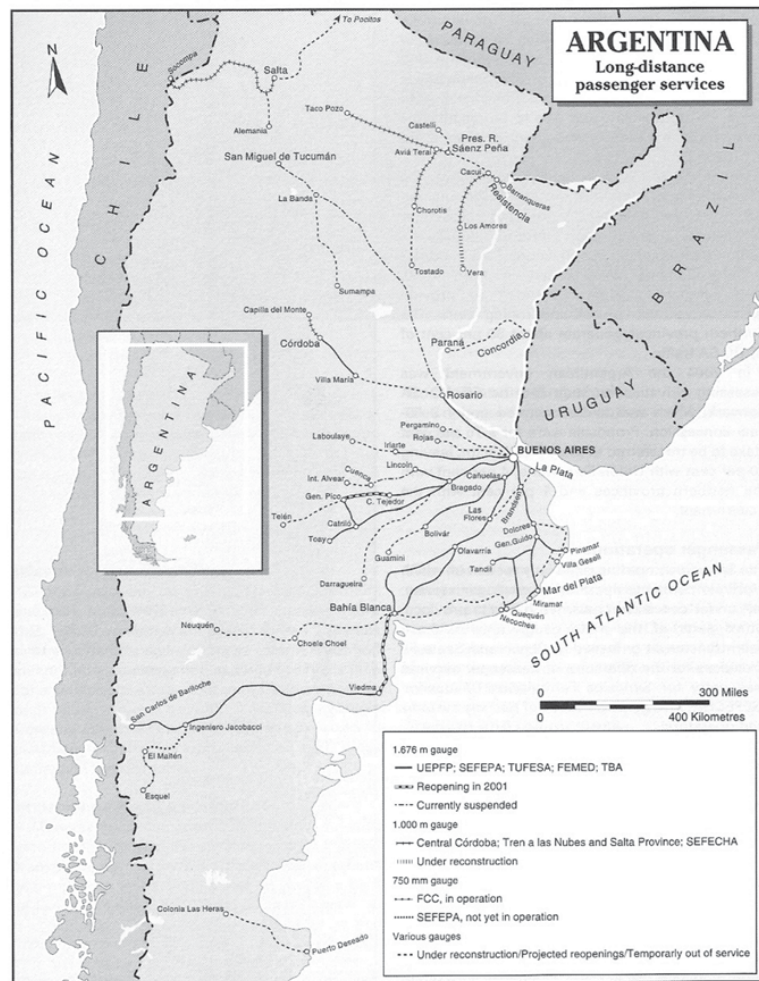 N
To Pocitos
PARAGUAY
ARGENTINA
Long-distance
passenger services
Socompa
Salta
Alemania
Taco Pozo
Castelli
Pres. R.
Sáenz Peña
Aviá Terai
San Miguel de Tucumán
La Banda
Cacui
Barranqueras
Resistencia
Chorotis
Los Amores
Tostado
Vera
Sumampa
CHILE
PACIFIC OCEAN
BRAZIL
Capilla del Monte
Córdoba
Paraná
Concordia
Villa María
Rosario
URUGUAY
ARGENTINA
Pergamino
Rojas
Laboulaye
Iriarte
BUENOS AIRES
La Plata
Lincoln
Cuenca
Int. Alvear
Cañuelas
Bragado
Gen. Pico
C. Tejedor
Brandsen
Telén
Catriló
Las
Flores
Dolores
Toay
Bolívar
Gen.Guido
Pinamar
Guamini
Olavarría
Villa Gesell
Tandil
Darragueira
Mar del Plata
Miramar
Bahía Blanca
Quequén
Necochea
Neuquén
Choele Choel
SOUTH ATLANTIC OCEAN
San Carlos de Bariloche
Viedma
Ingeniero Jacobacci
El Maitén
Esquel
0 300 Miles
0 400 Kilometres
Colonia Las Heras
Puerto Deseado
1.676 m gauge
UEPFP; SEFEPA; TUFESA; FEMED; TBA
Reopening in 2001
Currently suspended
1.000 m gauge
Central Córdoba; Tren a las Nubes and Salta Province; SEFECHA
Under reconstruction
750 mm gauge
FCC, in operation
SEFEPA, not yet in operation
Various gauges
Under reconstruction/Projected reopenings/Temporarly out of service